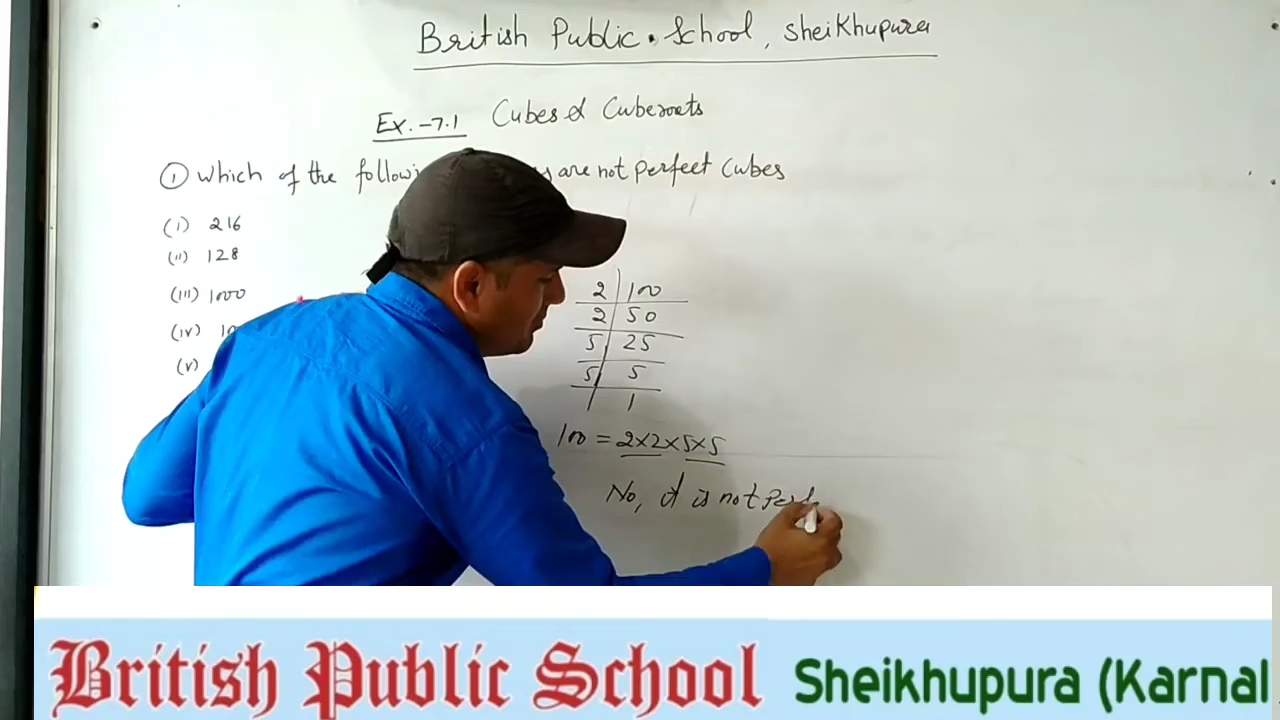 British Public School, Sheikhupura
Ex. - 7.1 Cubes & Cuberoots
① which of the are not perfect Cubes
(i) 216
(ii) 128
(iii) 1000
(iv)
(v)
2 | 100
2 | 50
5 | 25
5 | 5
1
100 = 2×2×5×5
No, it is not
British Public School Sheikhupura (Karnal